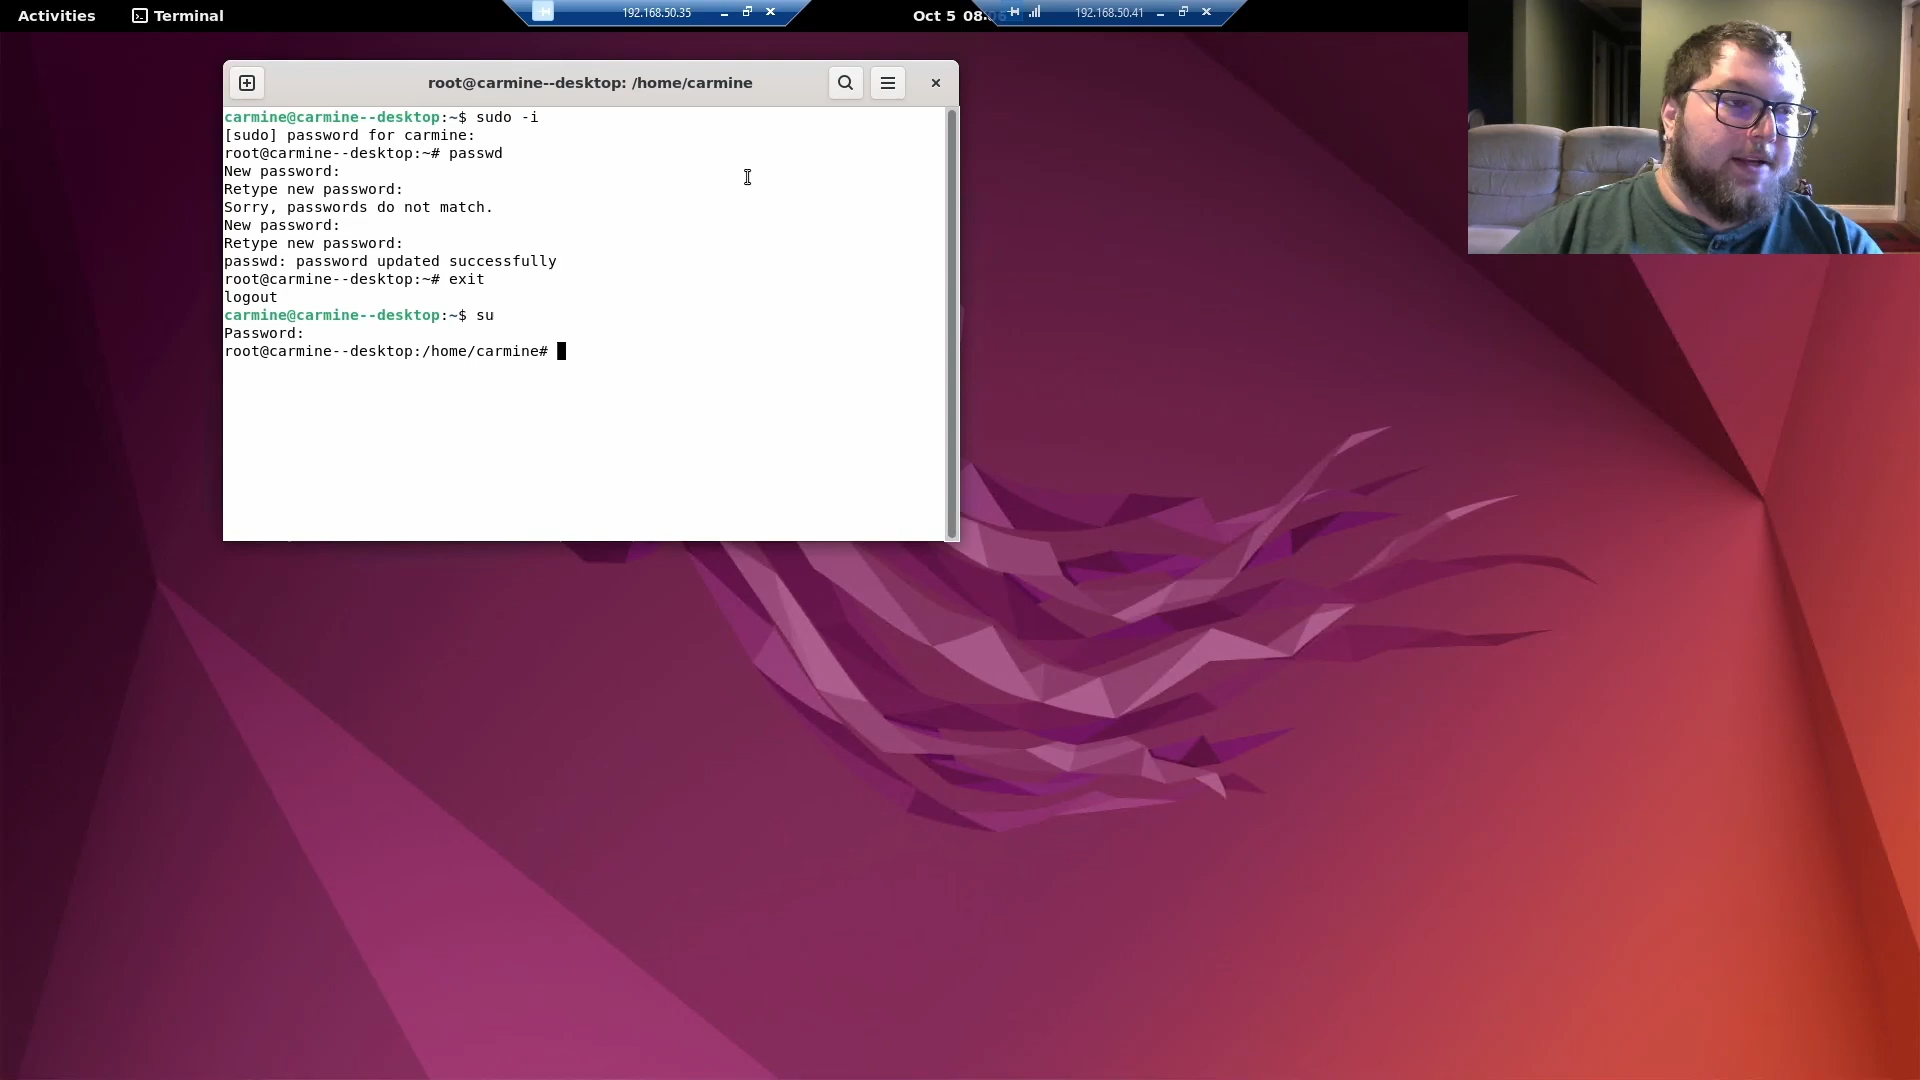 Activities Terminal 192.168.50.35 Oct 5 08: 192.168.50.41
root@carmine--desktop: /home/carmine
carmine@carmine--desktop:~$ sudo -i
[sudo] password for carmine:
root@carmine--desktop:~# passwd
New password:
Retype new password:
Sorry, passwords do not match.
New password:
Retype new password:
passwd: password updated successfully
root@carmine--desktop:~# exit
logout
carmine@carmine--desktop:~$ su
Password:
root@carmine--desktop:/home/carmine#